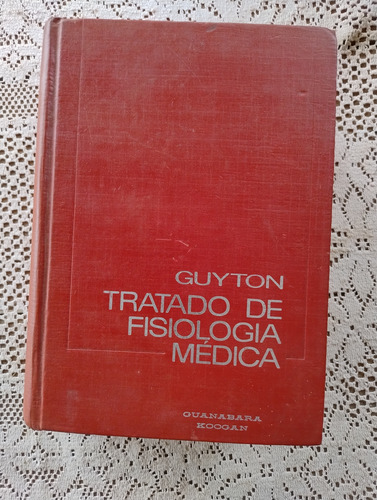 GUYTON
TRATADO DE
FISIOLOGIA
MÉDICA
GUANABARA
KOOGAN